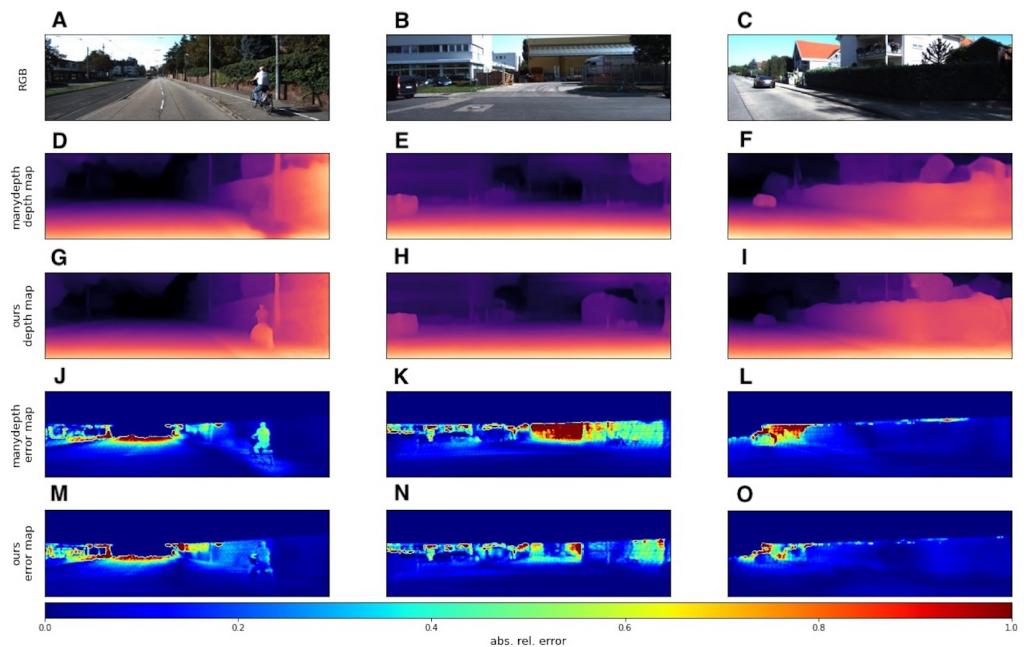 A B C
RGB
D E F
manydepth
depth map
G H I
ours
depth map
J K L
manydepth
error map
M N O
ours
error map
0.0 0.2 0.4 0.6 0.8 1.0
abs. rel. error